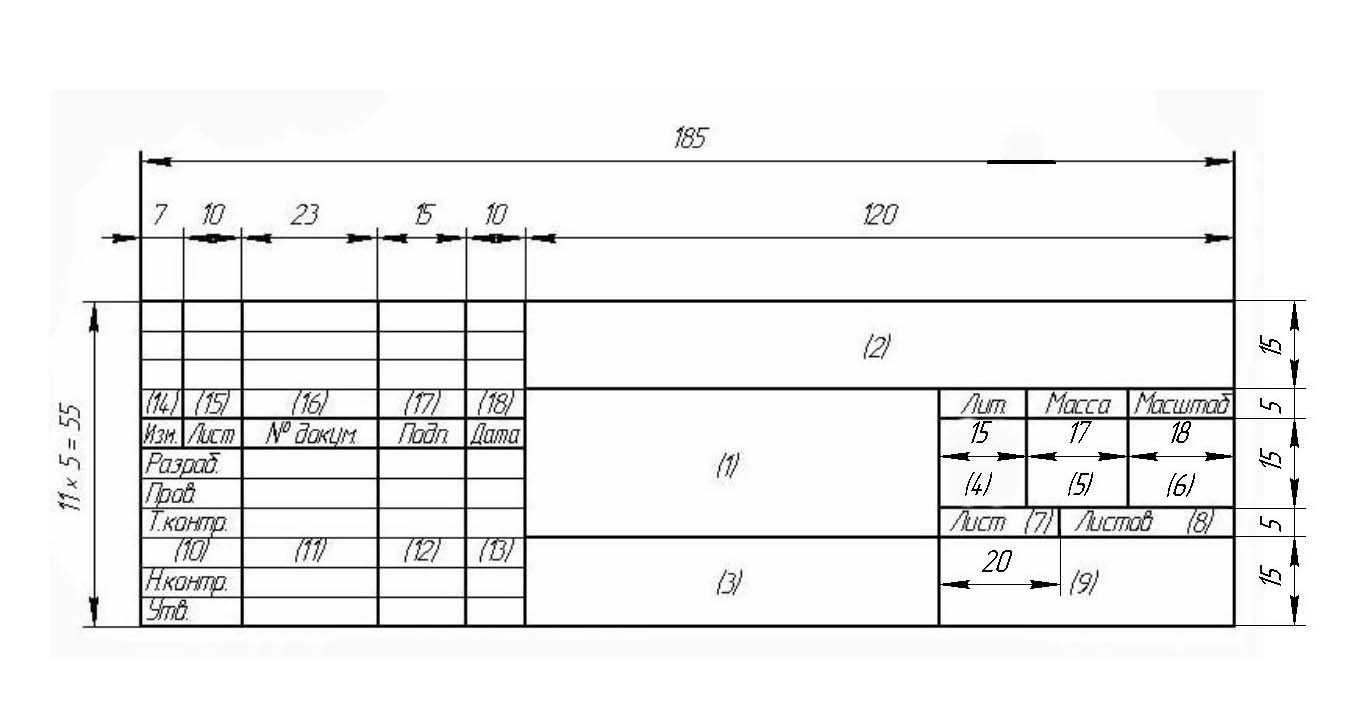 185
7 10 23 15 10 120
(2) 15
(14) (15) (16) (17) (18) Лит. Масса Масштаб 5
Изм. Лист № докум. Подп. Дата 15 17 18
11 x 5 = 55 Разраб. (1) 15
Пров. (4) (5) (6)
Т.контр. Лист (7) Листов (8) 5
(10) (11) (12) (13) 20
Н.контр. (3) (9) 15
Утв.